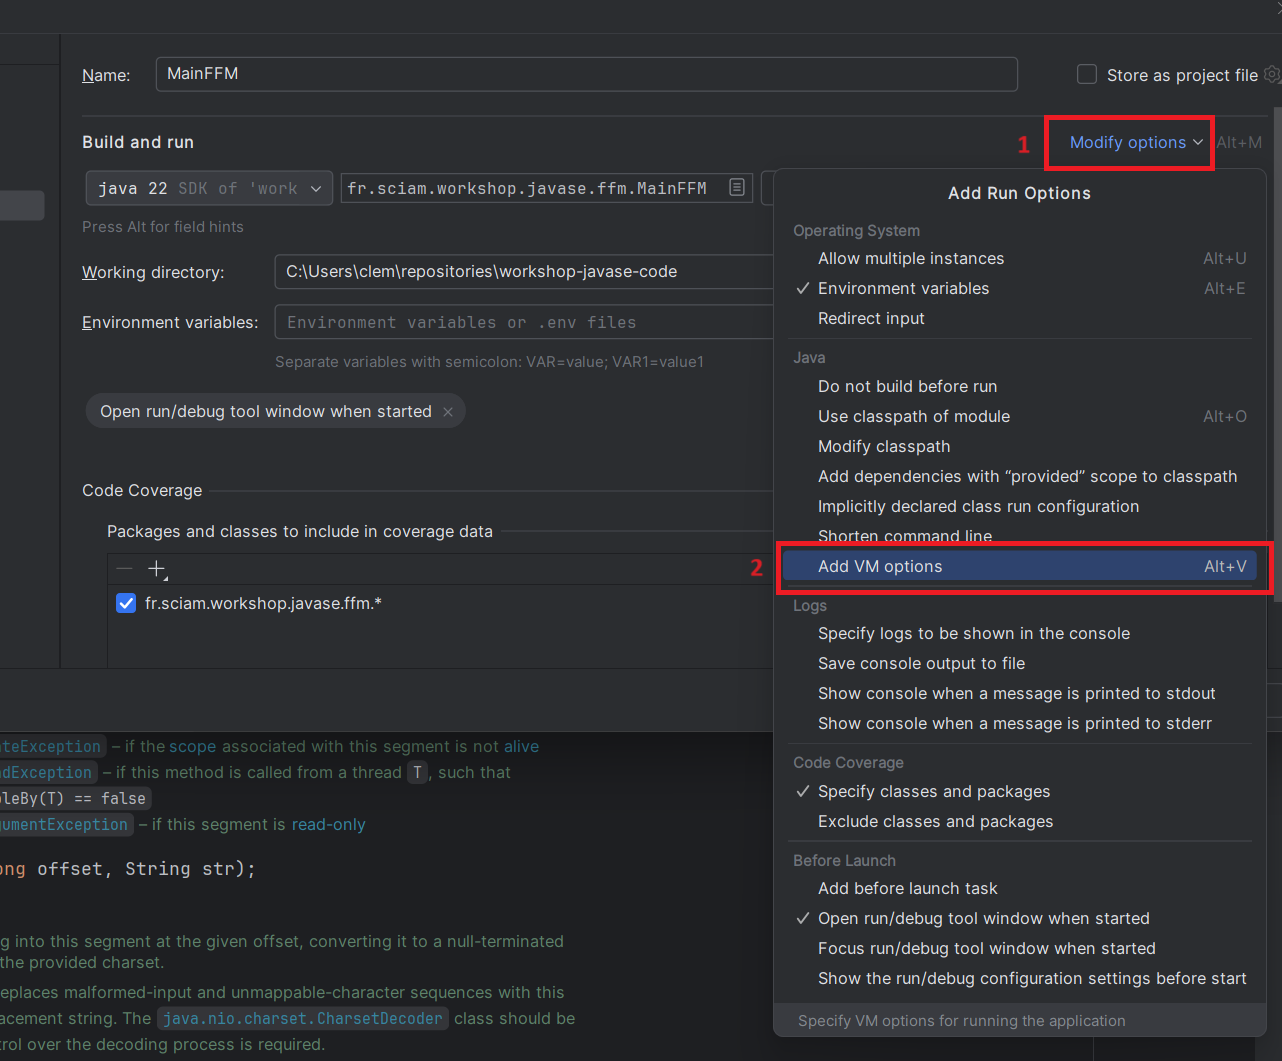 Name:
MainFFM
Store as project file
Build and run
1
Modify options
Alt+M
java 22 SDK of 'work
fr.sciam.workshop.javase.ffm.MainFFM
Press Alt for field hints
Working directory:
C:\Users\clem\repositories\workshop-javase-code
Environment variables:
Environment variables or .env files
Separate variables with semicolon: VAR=value; VAR1=value1
Open run/debug tool window when started
Code Coverage
Packages and classes to include in coverage data
fr.sciam.workshop.javase.ffm.*
Add Run Options
Operating System
Allow multiple instances Alt+U
Environment variables Alt+E
Redirect input
Java
Do not build before run
Use classpath of module Alt+O
Modify classpath
Add dependencies with “provided” scope to classpath
Implicitly declared class run configuration
Shorten command line
2
Add VM options Alt+V
Logs
Specify logs to be shown in the console
Save console output to file
Show console when a message is printed to stdout
Show console when a message is printed to stderr
Code Coverage
Specify classes and packages
Exclude classes and packages
Before Launch
Add before launch task
Open run/debug tool window when started
Focus run/debug tool window when started
Show the run/debug configuration settings before start
Specify VM options for running the application
ateException – if the scope associated with this segment is not alive
adException – if this method is called from a thread T, such that
leBy(T) == false
gumentException – if this segment is read-only
ong offset, String str);
g into this segment at the given offset, converting it to a null-terminated
the provided charset.
eplaces malformed-input and unmappable-character sequences with this
acement string. The java.nio.charset.CharsetDecoder class should be
trol over the decoding process is required.